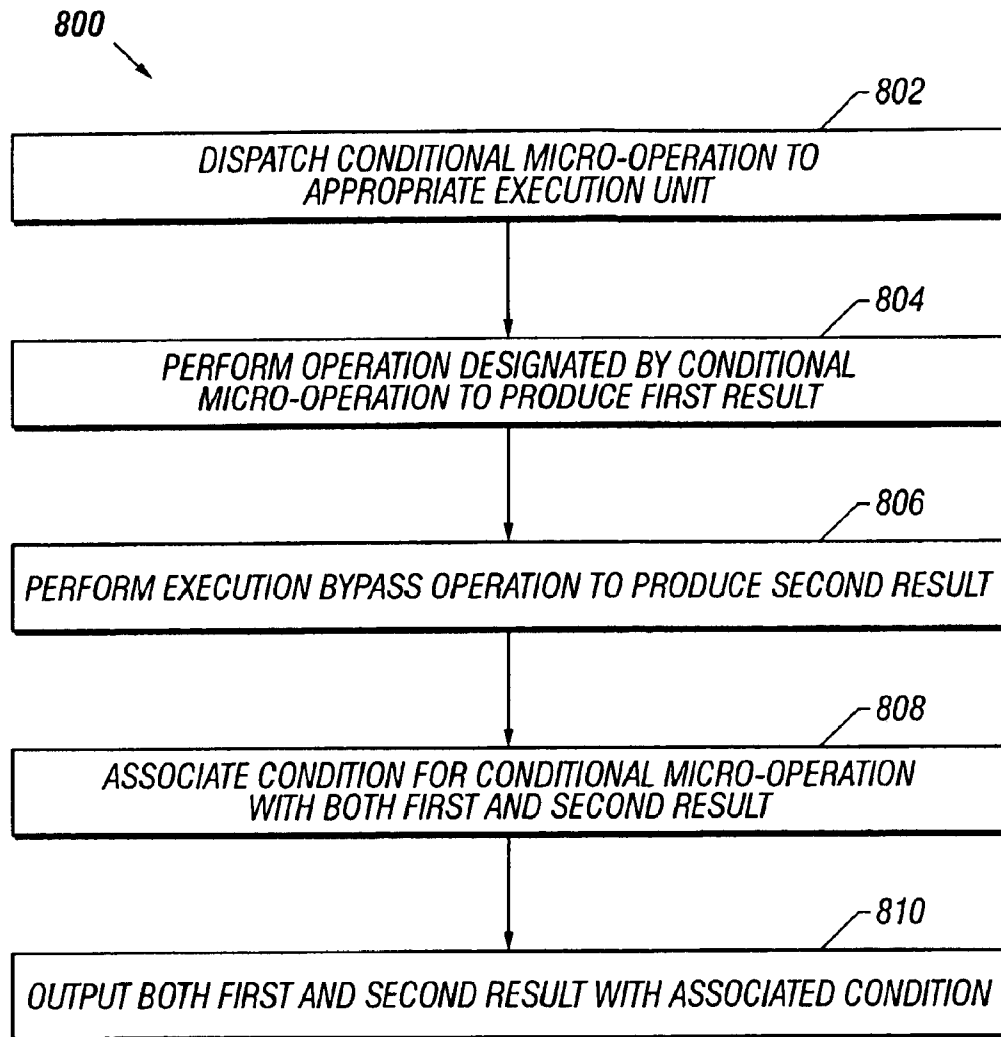 800
802
DISPATCH CONDITIONAL MICRO-OPERATION TO
APPROPRIATE EXECUTION UNIT
804
PERFORM OPERATION DESIGNATED BY CONDITIONAL
MICRO-OPERATION TO PRODUCE FIRST RESULT
806
PERFORM EXECUTION BYPASS OPERATION TO PRODUCE SECOND RESULT
808
ASSOCIATE CONDITION FOR CONDITIONAL MICRO-OPERATION
WITH BOTH FIRST AND SECOND RESULT
810
OUTPUT BOTH FIRST AND SECOND RESULT WITH ASSOCIATED CONDITION